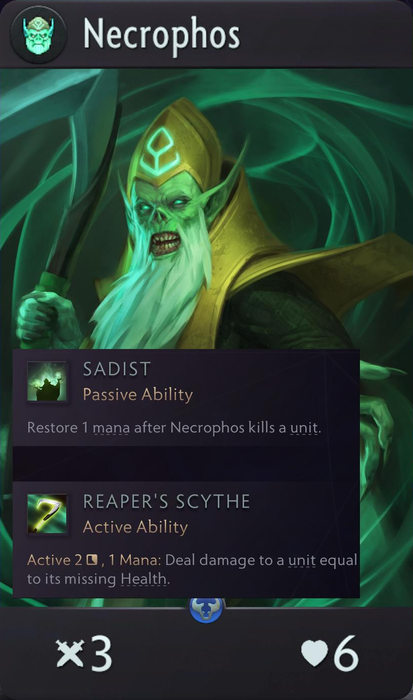 Necrophos
SADIST
Passive Ability
Restore 1 mana after Necrophos kills a unit.
REAPER'S SCYTHE
Active Ability
Active 2 , 1 Mana: Deal damage to a unit equal
to its missing Health.
3 6